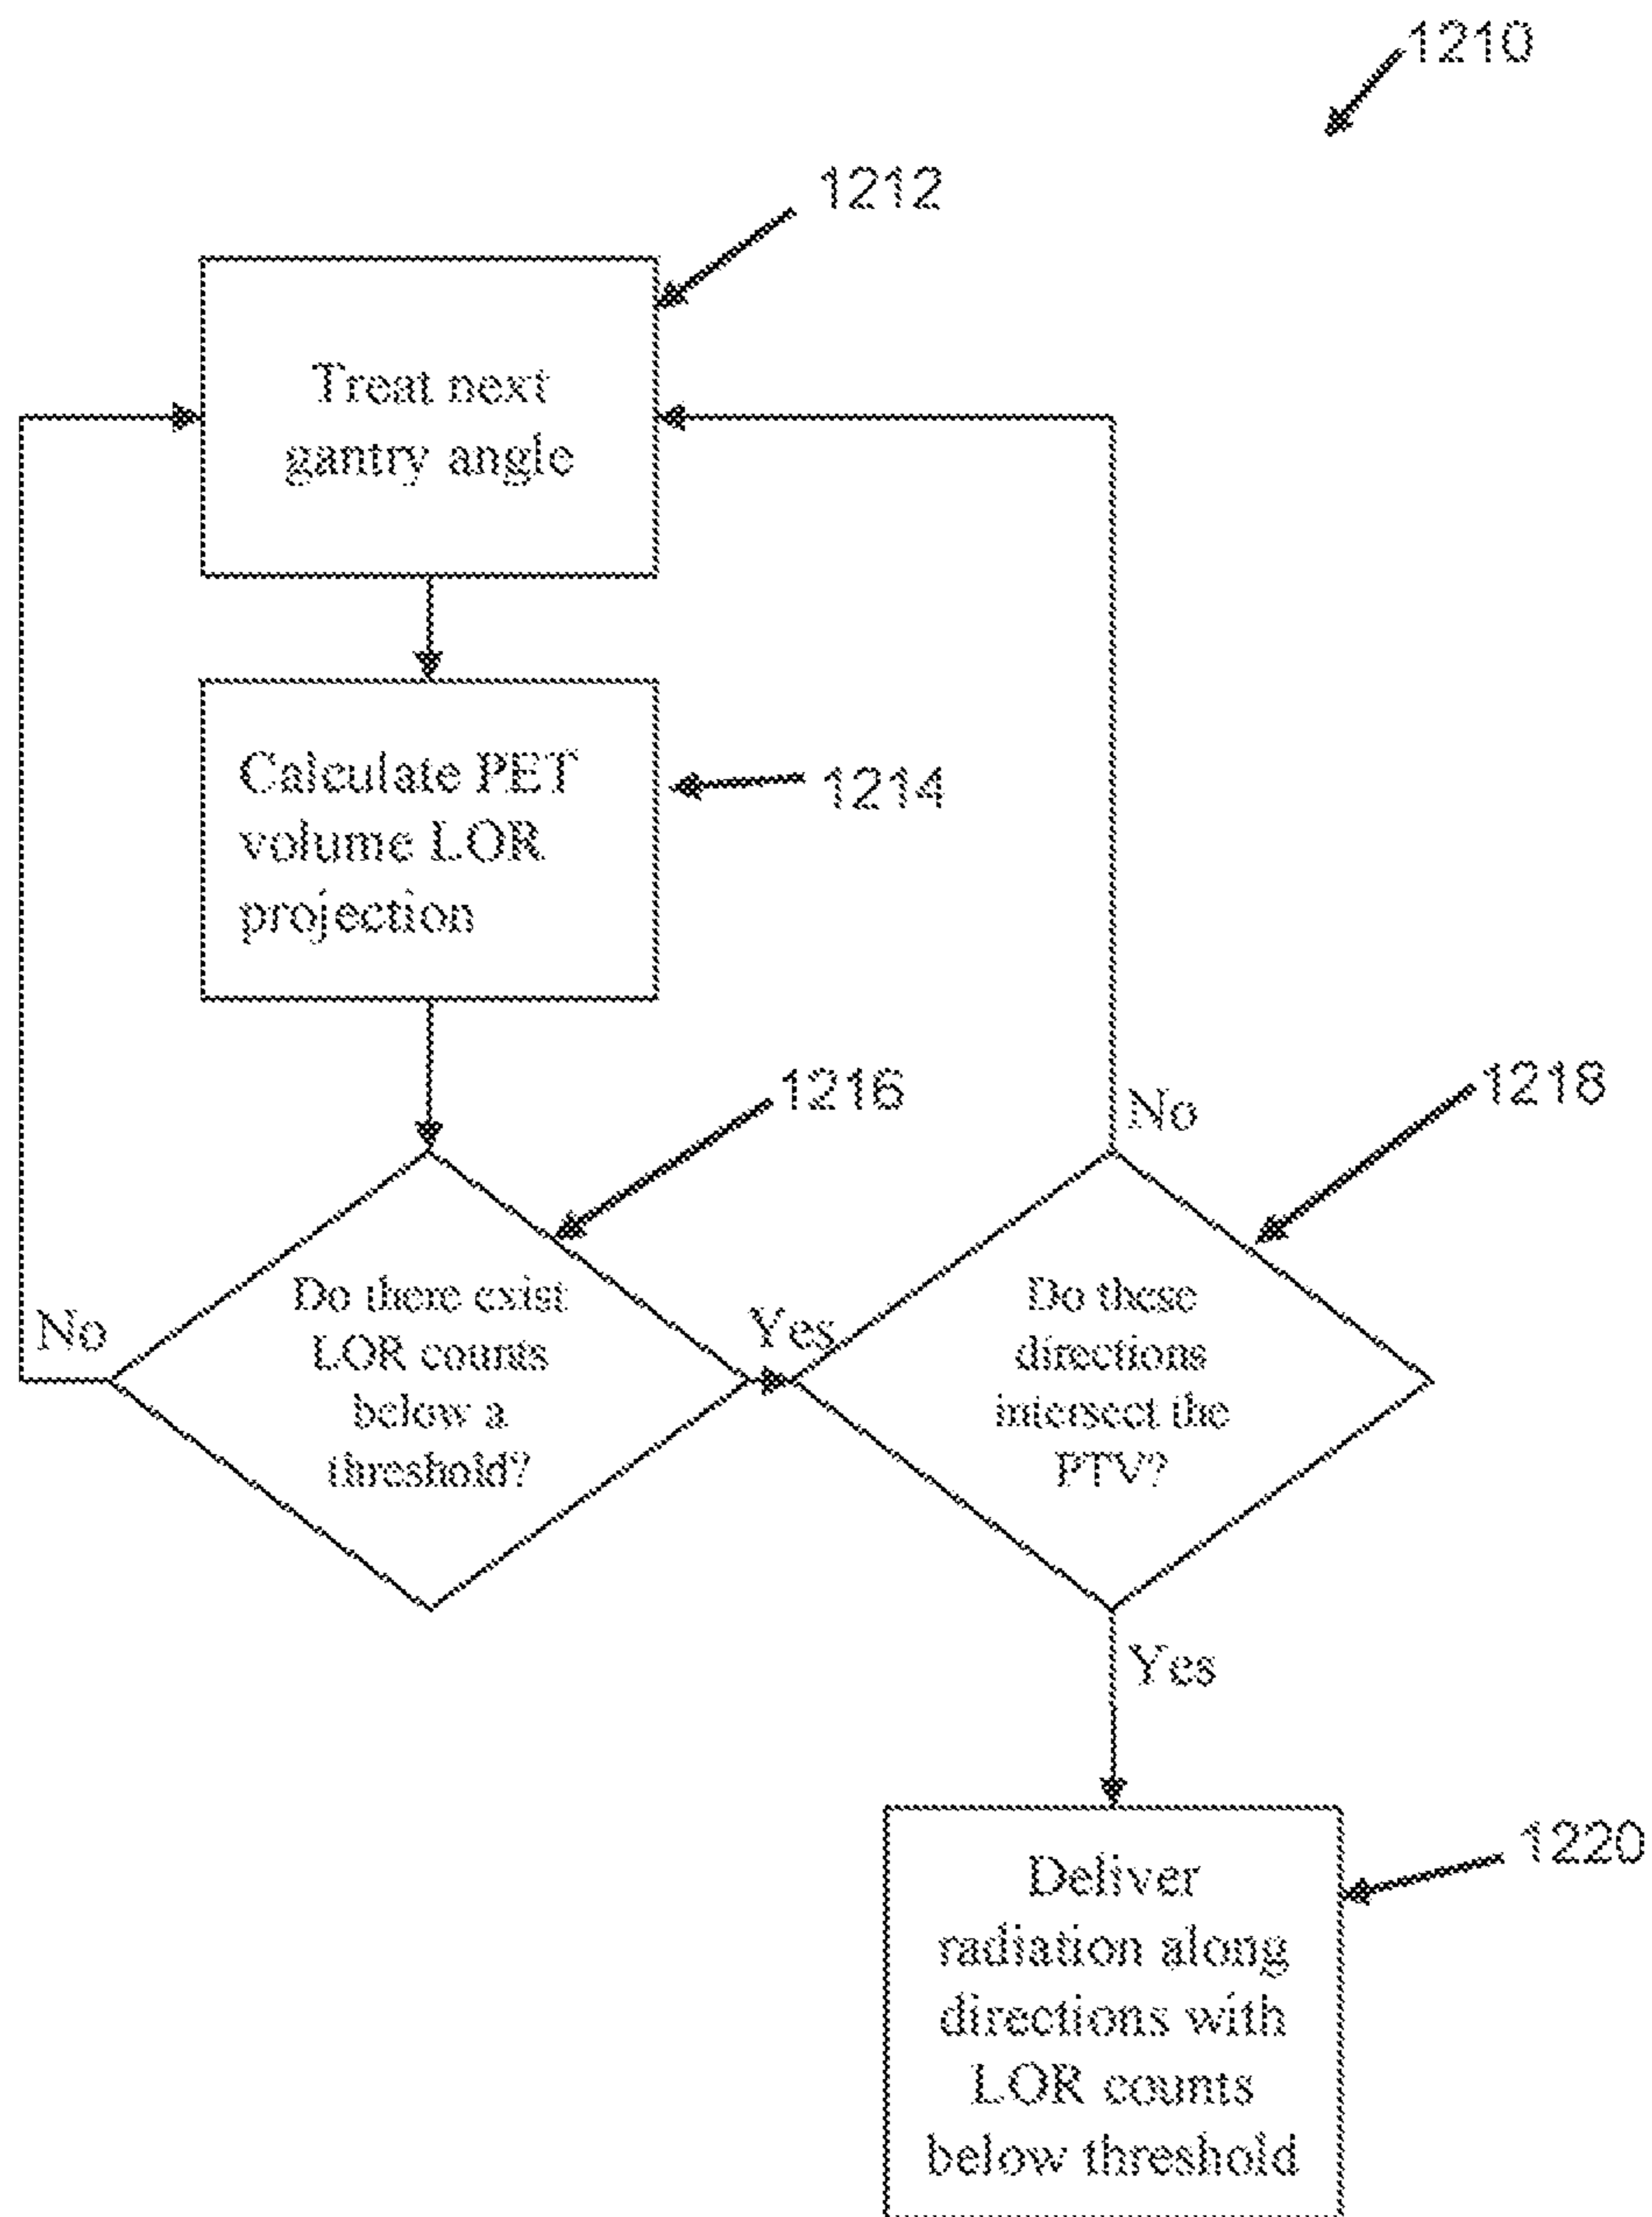 1210
1212
Treat next
gantry angle
Calculate PET
volume LOR
projection
1214
1216
1218
No
No
Do there exist
LOR counts
below a
threshold?
Yes
Do these
directions
intersect the
PTV?
Yes
1220
Deliver
radiation along
directions with
LOR counts
below threshold